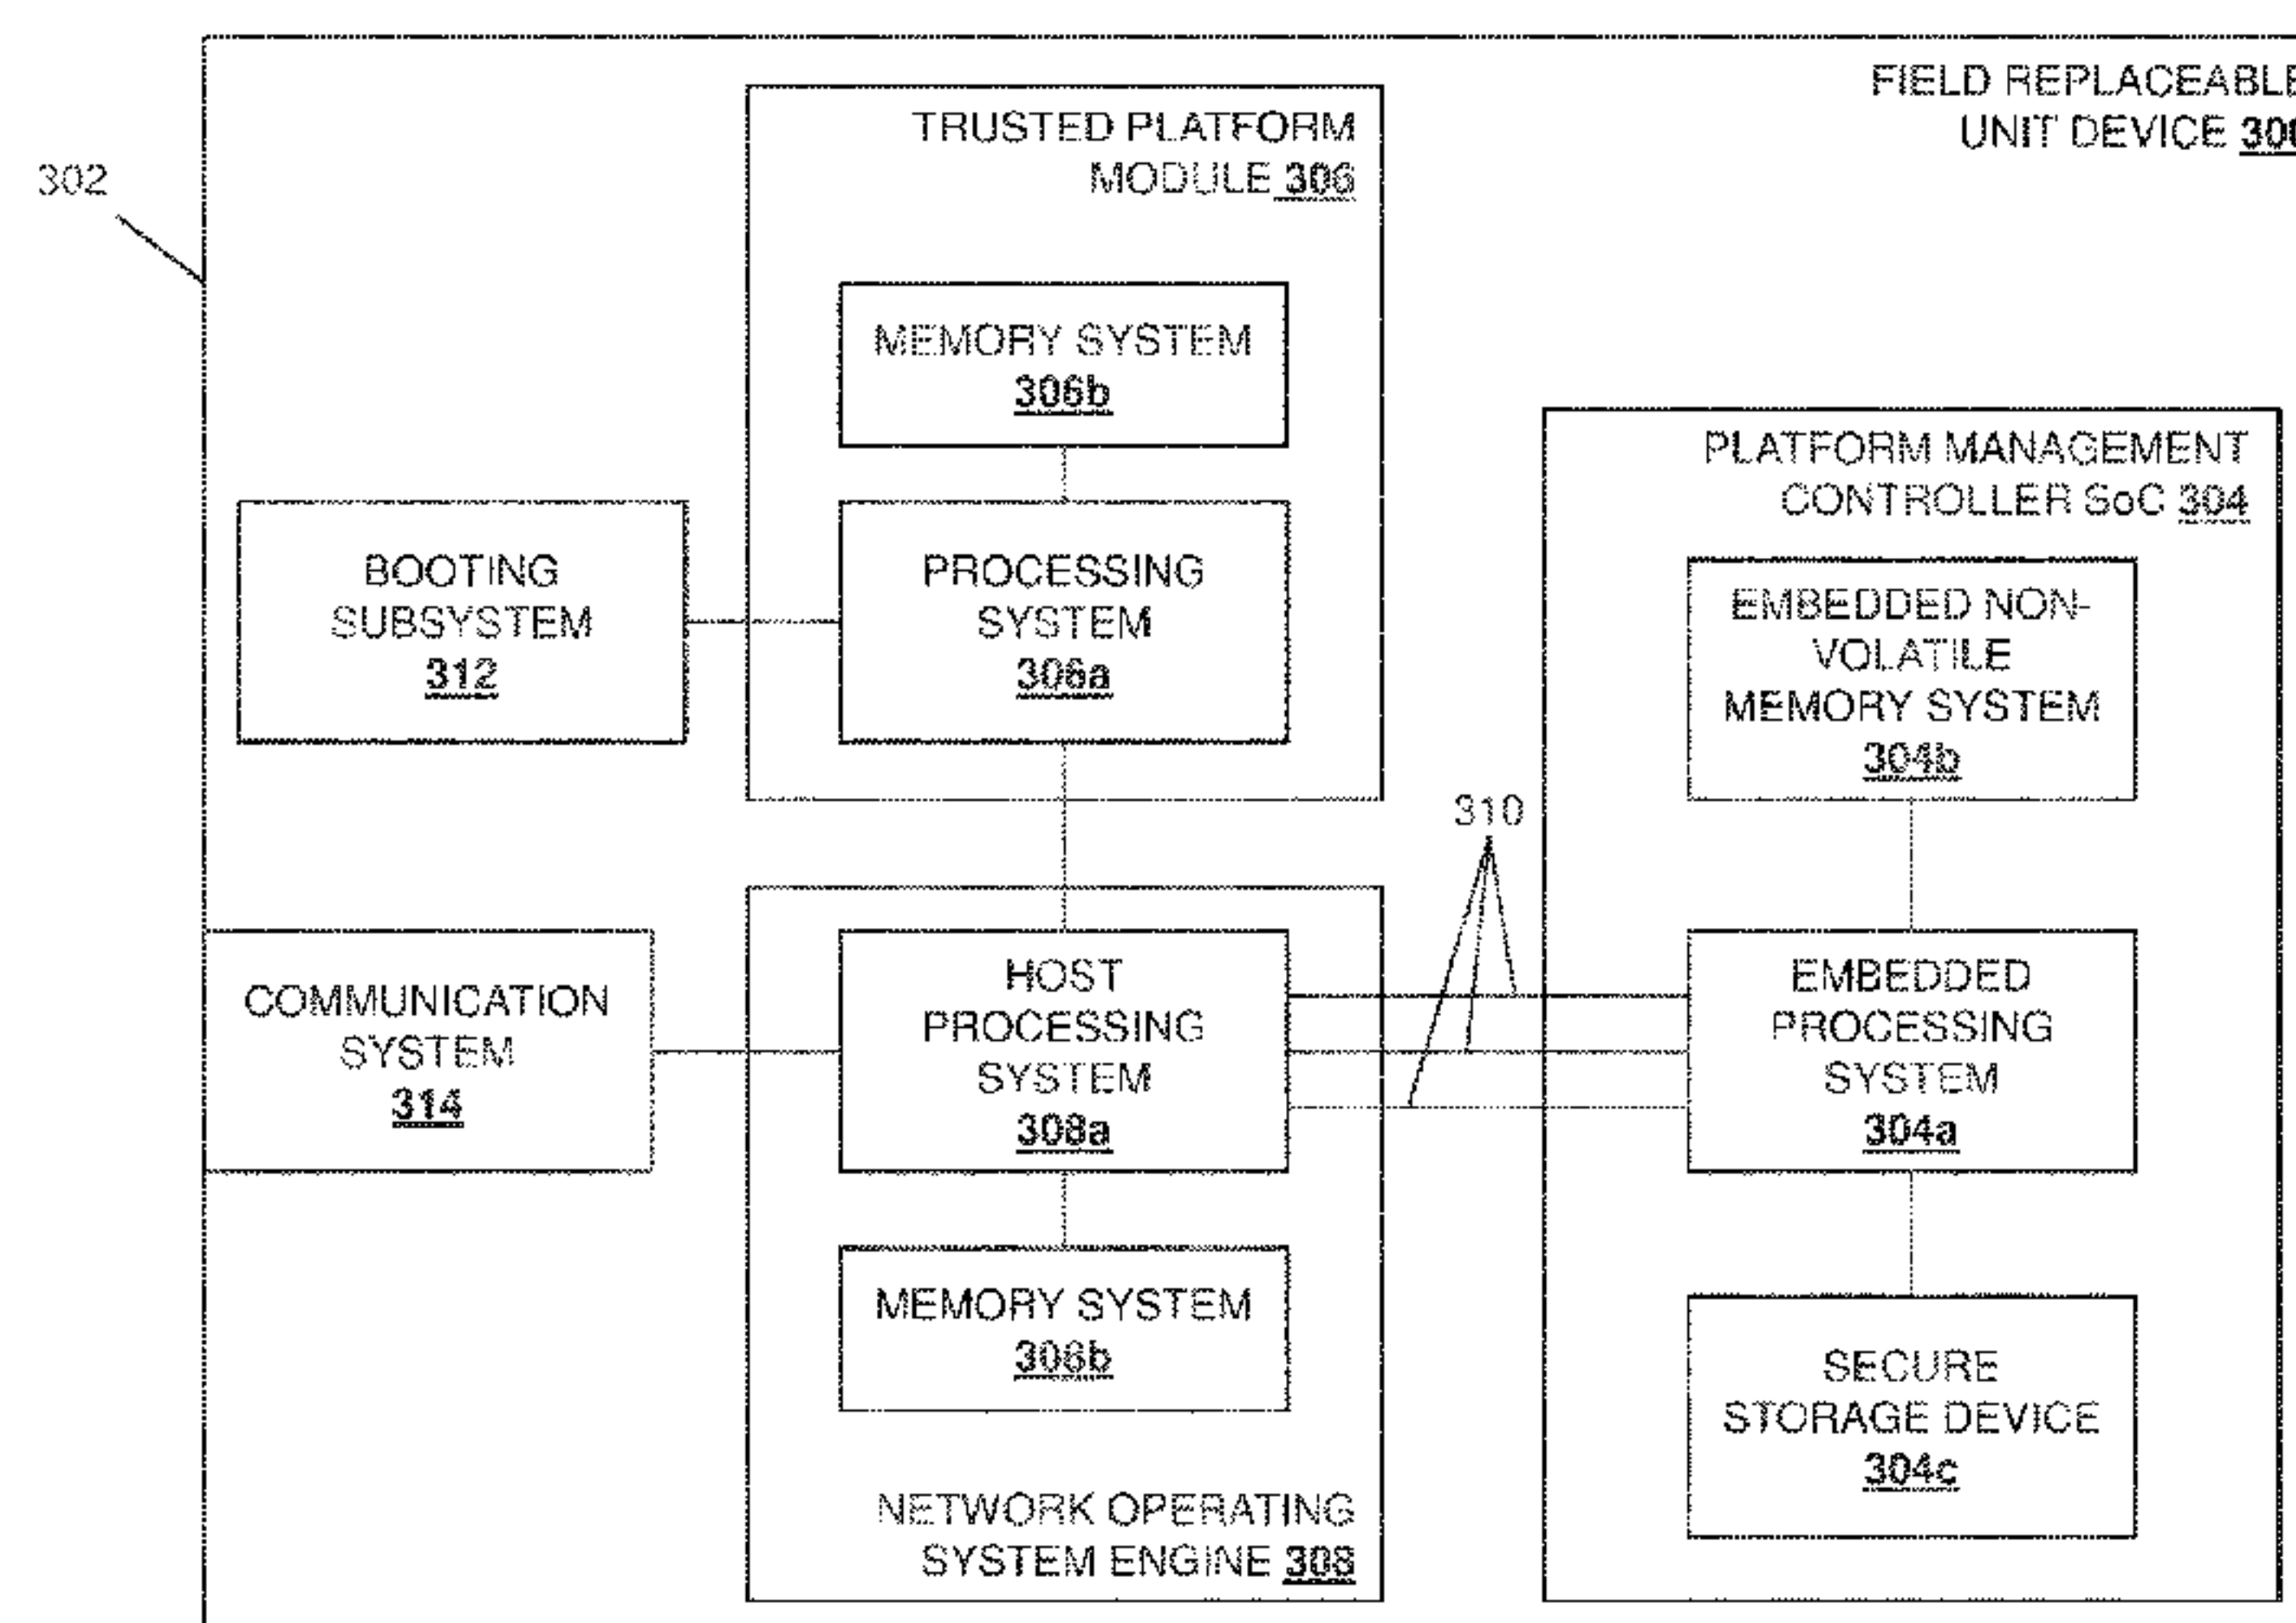 FIELD REPLACEABLE
UNIT DEVICE 300
302
TRUSTED PLATFORM
MODULE 306
MEMORY SYSTEM
306b
PLATFORM MANAGEMENT
CONTROLLER SoC 304
BOOTING
SUBSYSTEM
312
PROCESSING
SYSTEM
306a
EMBEDDED NON-
VOLATILE
MEMORY SYSTEM
304b
310
COMMUNICATION
SYSTEM
314
HOST
PROCESSING
SYSTEM
308a
EMBEDDED
PROCESSING
SYSTEM
304a
MEMORY SYSTEM
306b
SECURE
STORAGE DEVICE
304c
NETWORK OPERATING
SYSTEM ENGINE 308